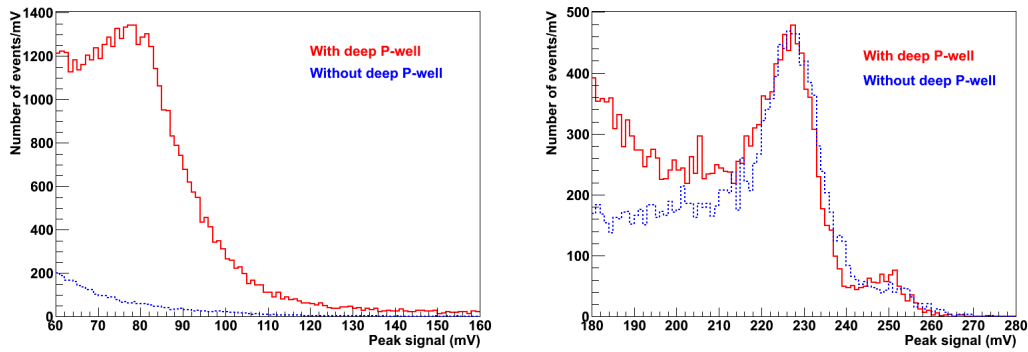 Number of events/mV
1400
1200
1000
800
600
400
200
0
With deep P-well
Without deep P-well
60 70 80 90 100 110 120 130 140 150 160
Peak signal (mV)
Number of events/mV
500
400
300
200
100
0
With deep P-well
Without deep P-well
180 190 200 210 220 230 240 250 260 270 280
Peak signal (mV)